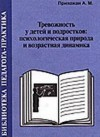 Прихожан А. М.
Тревожность
у детей и подростков:
психологическая природа
и возрастная динамика
БИБЛИОТЕКА ПЕДАГОГА-ПРАКТИКА